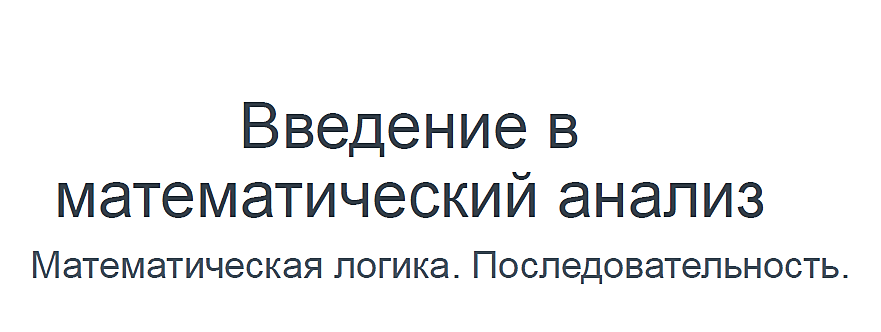 Введение в
математический анализ
Математическая логика. Последовательность.